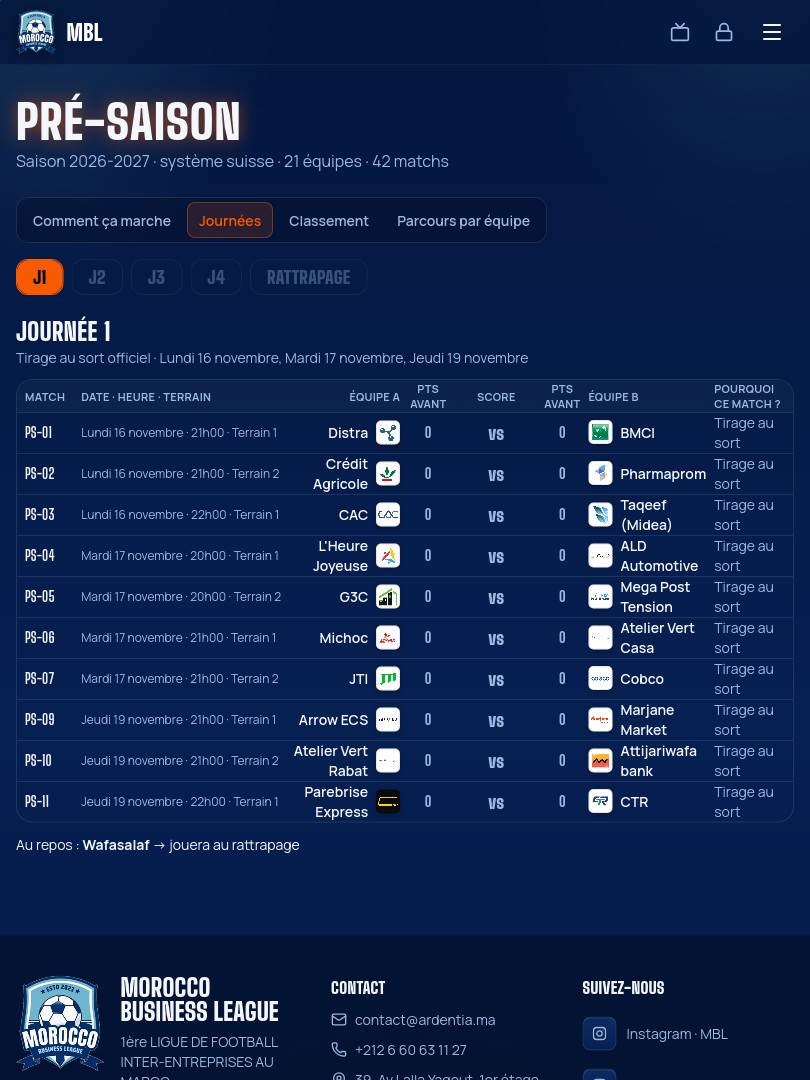 MBL
PRÉ-SAISON
Saison 2026-2027 · système suisse · 21 équipes · 42 matchs
Comment ça marche Journées Classement Parcours par équipe
J1 J2 J3 J4 RATTRAPAGE
JOURNÉE 1
Tirage au sort officiel · Lundi 16 novembre, Mardi 17 novembre, Jeudi 19 novembre
MATCH DATE · HEURE · TERRAIN ÉQUIPE A PTS AVANT SCORE PTS AVANT ÉQUIPE B POURQUOI CE MATCH ?
PS-01 Lundi 16 novembre · 21h00 · Terrain 1 Distra 0 VS 0 BMCI Tirage au sort
PS-02 Lundi 16 novembre · 21h00 · Terrain 2 Crédit Agricole 0 VS 0 Pharmaprom Tirage au sort
PS-03 Lundi 16 novembre · 22h00 · Terrain 1 CAC 0 VS 0 Taqeef (Midea) Tirage au sort
PS-04 Mardi 17 novembre · 20h00 · Terrain 1 L'Heure Joyeuse 0 VS 0 ALD Automotive Tirage au sort
PS-05 Mardi 17 novembre · 20h00 · Terrain 2 G3C 0 VS 0 Mega Post Tension Tirage au sort
PS-06 Mardi 17 novembre · 21h00 · Terrain 1 Michoc 0 VS 0 Atelier Vert Casa Tirage au sort
PS-07 Mardi 17 novembre · 21h00 · Terrain 2 JTI 0 VS 0 Cobco Tirage au sort
PS-09 Jeudi 19 novembre · 21h00 · Terrain 1 Arrow ECS 0 VS 0 Marjane Market Tirage au sort
PS-10 Jeudi 19 novembre · 21h00 · Terrain 2 Atelier Vert Rabat 0 VS 0 Attijariwafa bank Tirage au sort
PS-11 Jeudi 19 novembre · 22h00 · Terrain 1 Parebrise Express 0 VS 0 CTR Tirage au sort
Au repos : Wafasalaf → jouera au rattrapage
ESTD 2023
MOROCCO
BUSINESS LEAGUE
MOROCCO
BUSINESS LEAGUE
1ère LIGUE DE FOOTBALL
INTER-ENTREPRISES AU
MAROC
CONTACT
contact@ardentia.ma
+212 6 60 63 11 27
39, Av Lalla Yacout, 1er étage
SUIVEZ-NOUS
Instagram · MBL